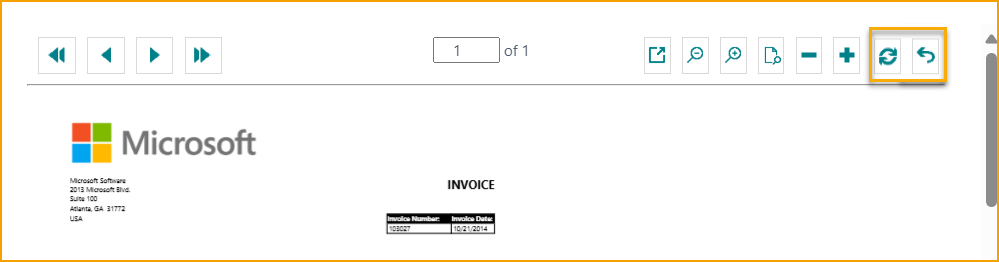 1 of 1
Microsoft
Microsoft Software
2013 Microsoft Blvd.
Suite 100
Atlanta, GA 31772
USA
INVOICE
Invoice Number: Invoice Date:
103027 10/21/2014